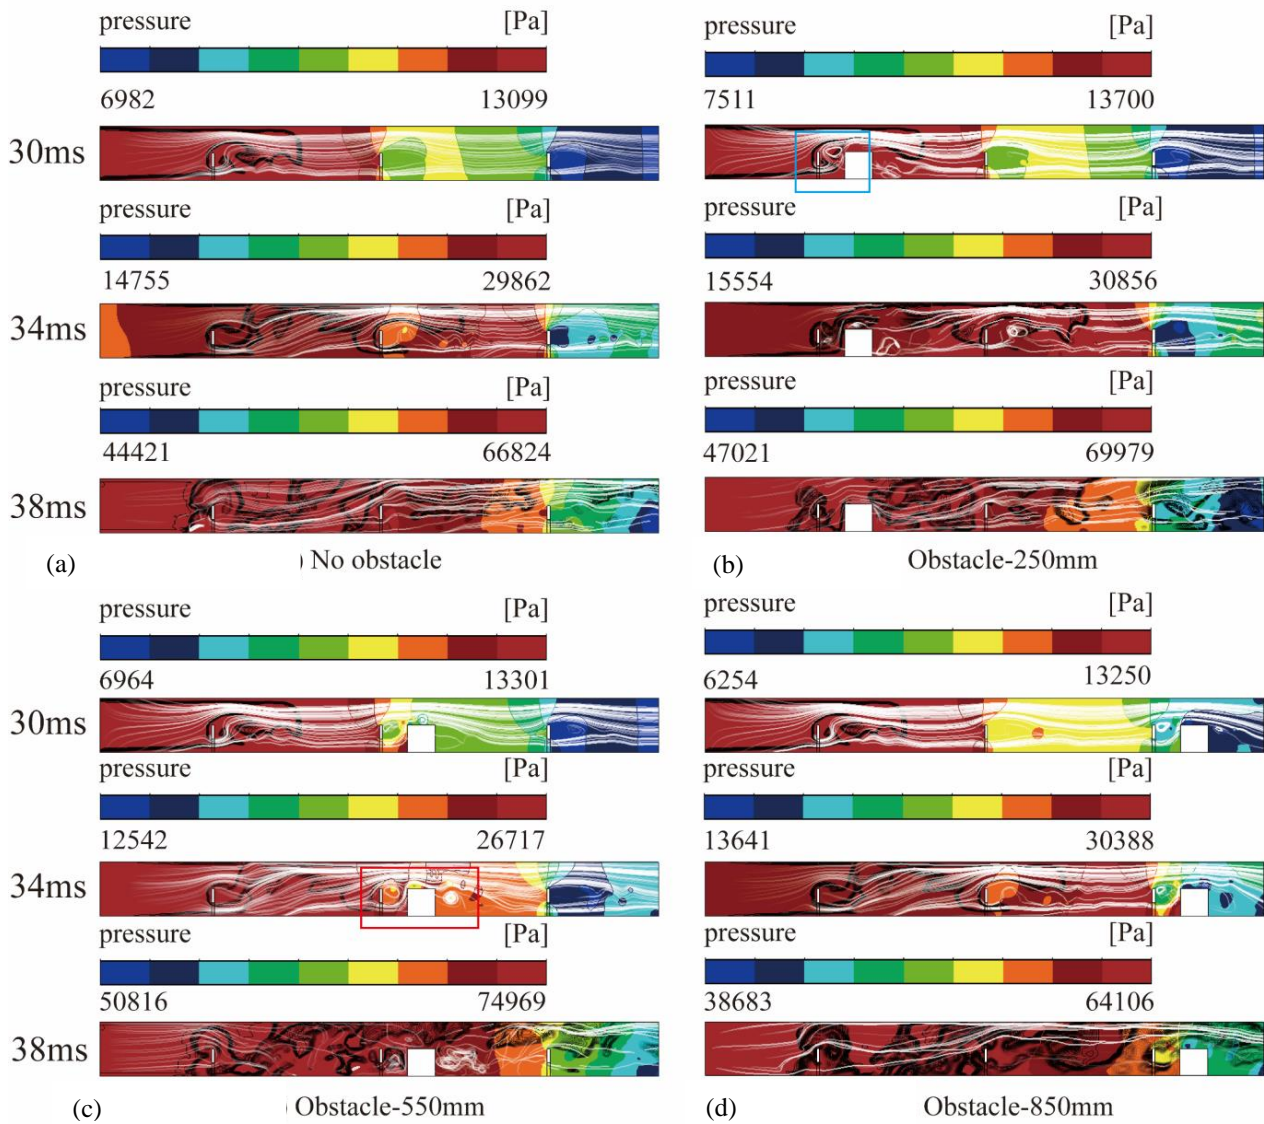 pressure [Pa]
6982 13099
30ms
pressure [Pa]
14755 29862
34ms
pressure [Pa]
44421 66824
38ms
(a) ) No obstacle
pressure [Pa]
7511 13700
pressure [Pa]
15554 30856
pressure [Pa]
47021 69979
(b) Obstacle-250mm
pressure [Pa]
6964 13301
30ms
pressure [Pa]
12542 26717
34ms
pressure [Pa]
50816 74969
38ms
(c) ) Obstacle-550mm
pressure [Pa]
6254 13250
pressure [Pa]
13641 30388
pressure [Pa]
38683 64106
(d) Obstacle-850mm